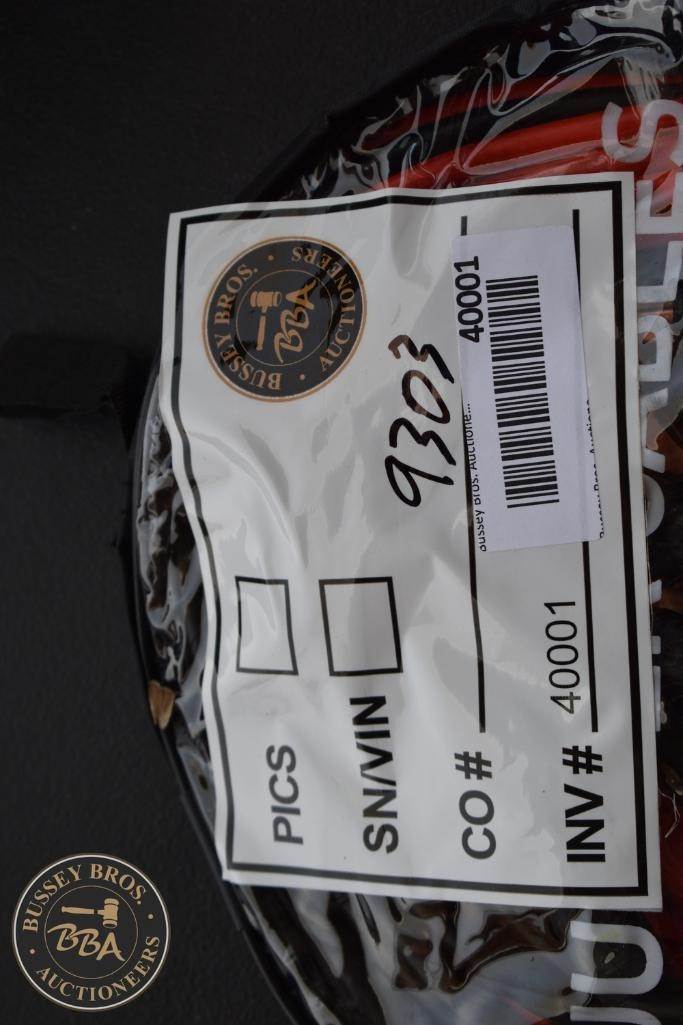 BUSSEY BROS.
BBA
AUCTIONEERS
PICS
SN/VIN
9303
CO #
INV # 40001
40001
Bussey Bros. Auctione...
BUSSEY BROS.
BBA
AUCTIONEERS